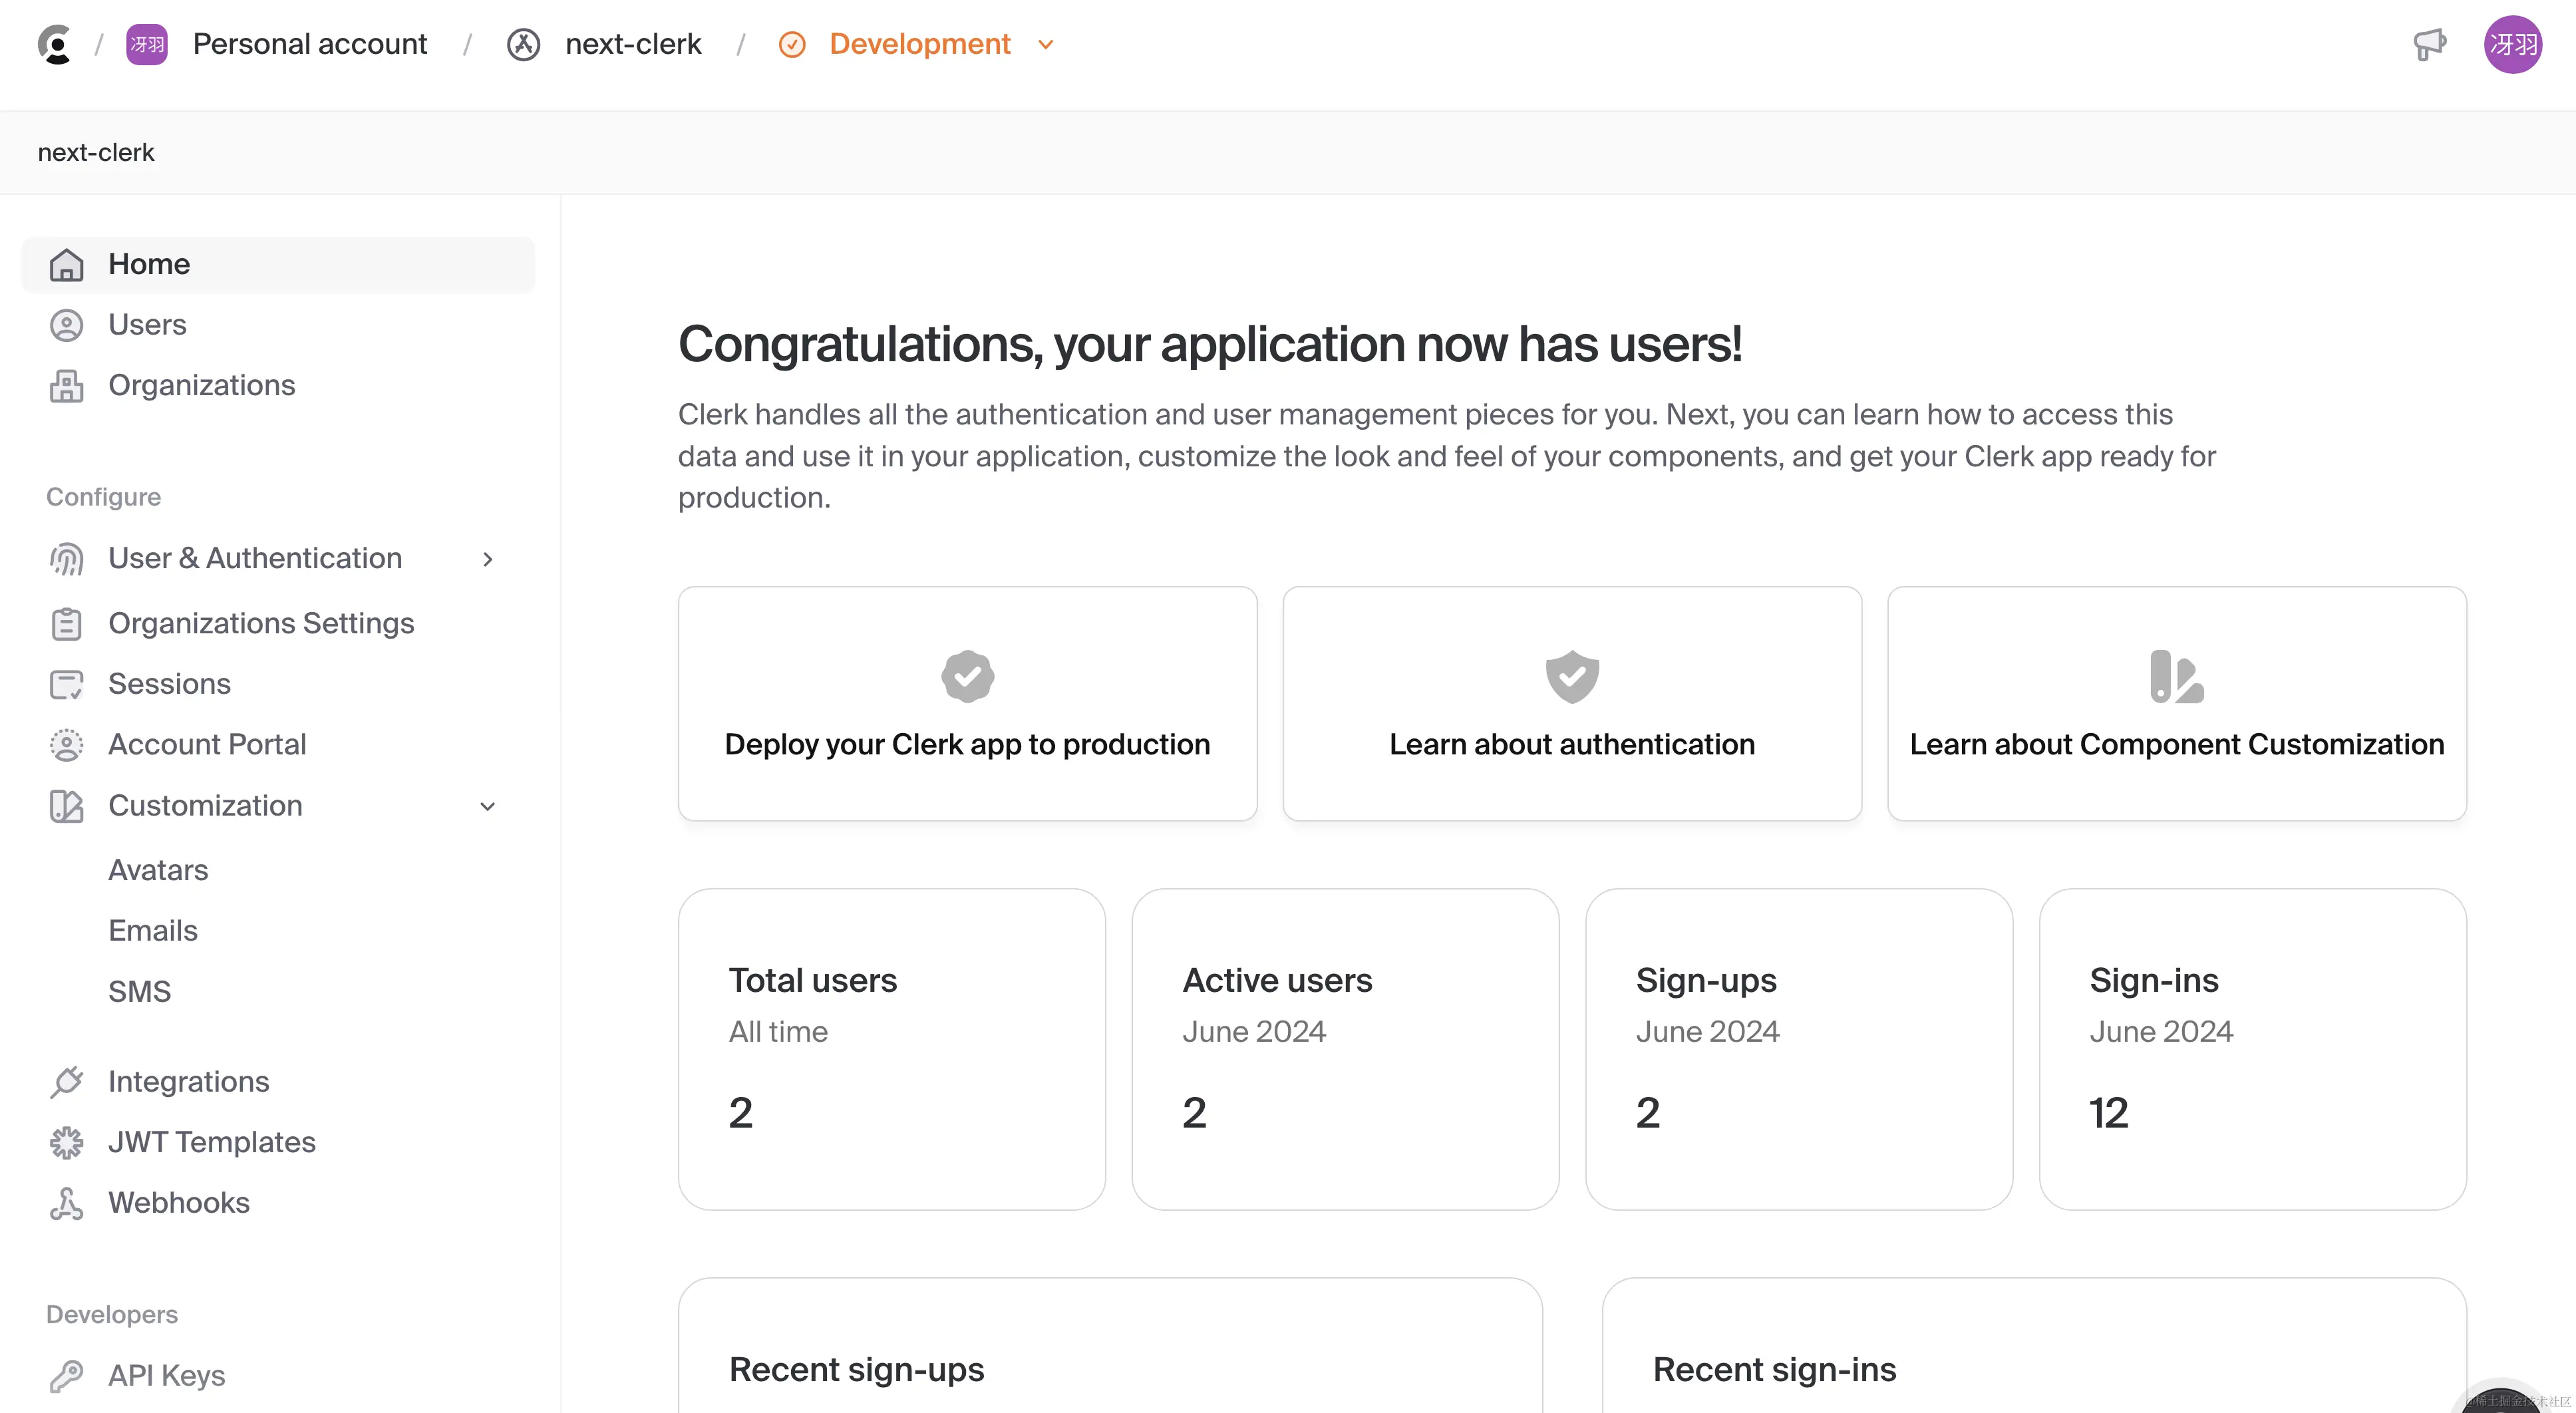 冴羽 Personal account / next-clerk / Development 冴羽
next-clerk
Home
Users
Organizations
Configure
User & Authentication
Organizations Settings
Sessions
Account Portal
Customization
Avatars
Emails
SMS
Integrations
JWT Templates
Webhooks
Developers
API Keys
Congratulations, your application now has users!
Clerk handles all the authentication and user management pieces for you. Next, you can learn how to access this
data and use it in your application, customize the look and feel of your components, and get your Clerk app ready for
production.
Deploy your Clerk app to production
Learn about authentication
Learn about Component Customization
Total users
All time
2
Active users
June 2024
2
Sign-ups
June 2024
2
Sign-ins
June 2024
12
Recent sign-ups
Recent sign-ins
@稀土掘金技术社区